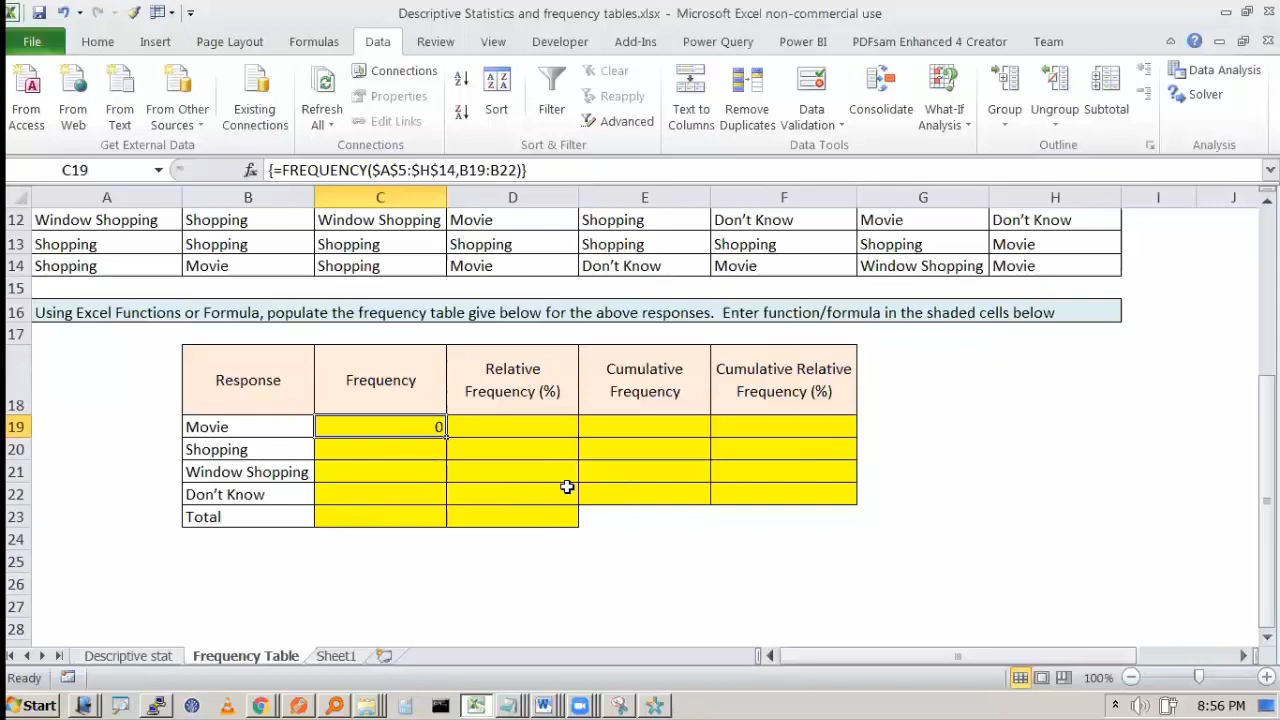 Descriptive Statistics and frequency tables.xlsx - Microsoft Excel non-commercial use
File Home Insert Page Layout Formulas Data Review View Developer Add-Ins Power Query Power BI PDFsam Enhanced 4 Creator Team
From Access
From Web
From Text
From Other Sources
Existing Connections
Get External Data
Refresh All
Connections
Properties
Edit Links
Connections
Sort
Filter
Clear
Reapply
Advanced
Sort & Filter
Text to Columns
Remove Duplicates
Data Validation
Consolidate
What-If Analysis
Data Tools
Group
Ungroup
Subtotal
Outline
Data Analysis
Solver
Analysis
C19 fx {=FREQUENCY($A$5:$H$14,B19:B22)}
A B C D E F G H I J
12 Window Shopping Shopping Window Shopping Movie Shopping Don’t Know Movie Don’t Know
13 Shopping Shopping Shopping Shopping Shopping Shopping Shopping Movie
14 Shopping Movie Shopping Movie Don’t Know Movie Window Shopping Movie
15
16 Using Excel Functions or Formula, populate the frequency table give below for the above responses. Enter function/formula in the shaded cells below
17
18 Response Frequency Relative Frequency (%) Cumulative Frequency Cumulative Relative Frequency (%)
19 Movie 0
20 Shopping
21 Window Shopping
22 Don’t Know
23 Total
24
25
26
27
28
Descriptive stat Frequency Table Sheet1
Ready 100%
Start 8:56 PM